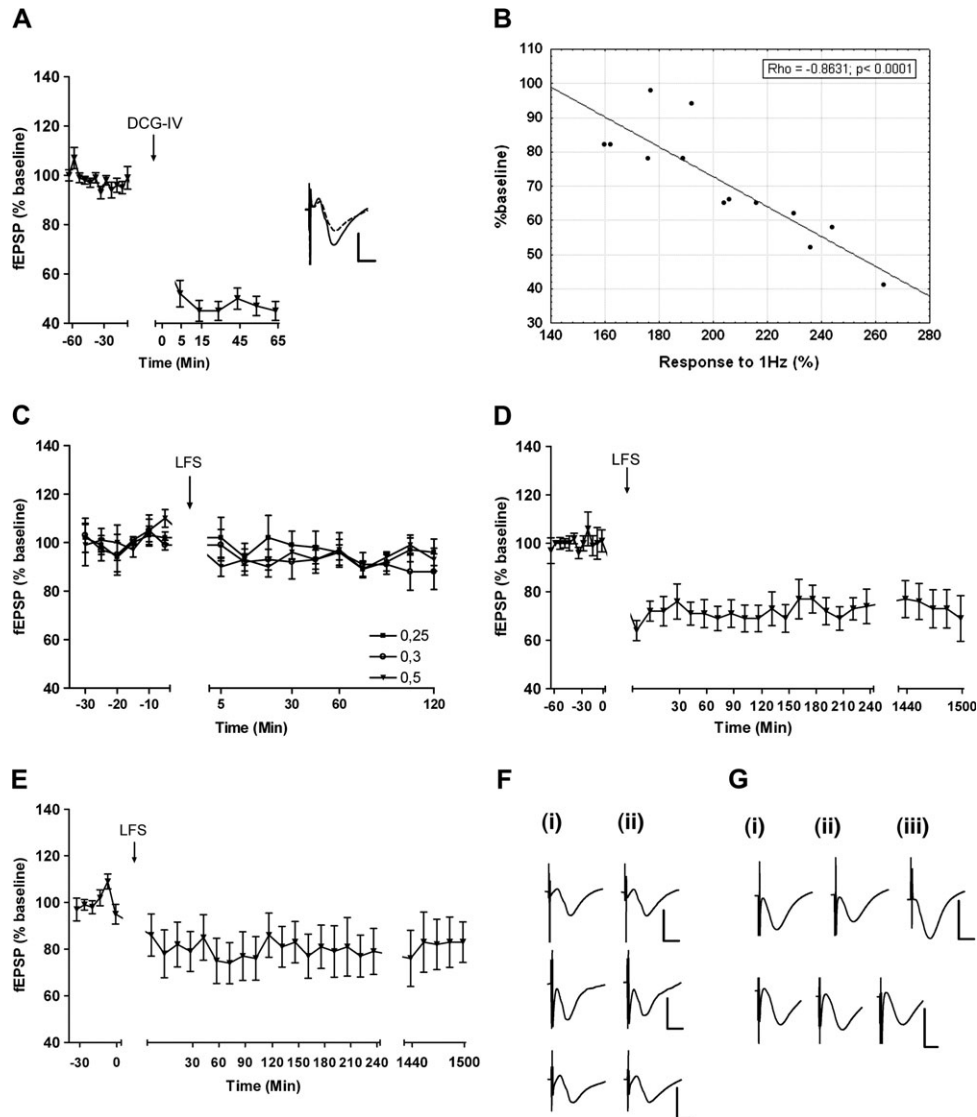 A
fEPSP (% baseline)
140
120
100
80
60
40
DCG-IV
-60 -30 0 5 15 45 65
Time (Min)
B
%baseline
110
100
90
80
70
60
50
40
30
Rho = -0.8631; p< 0.0001
140 160 180 200 220 240 260 280
Response to 1Hz (%)
C
fEPSP (% baseline)
140
120
100
80
60
40
LFS
0,25
0,3
0,5
-30 -20 -10 5 30 60 120
Time (Min)
D
fEPSP (% baseline)
140
120
100
80
60
40
LFS
-60 -30 0 30 60 90 120 150 180 210 240 1440 1500
Time (Min)
E
fEPSP (% baseline)
140
120
100
80
60
40
LFS
-30 0 30 60 90 120 150 180 210 240 1440 1500
Time (Min)
F
(i) (ii)
G
(i) (ii) (iii)